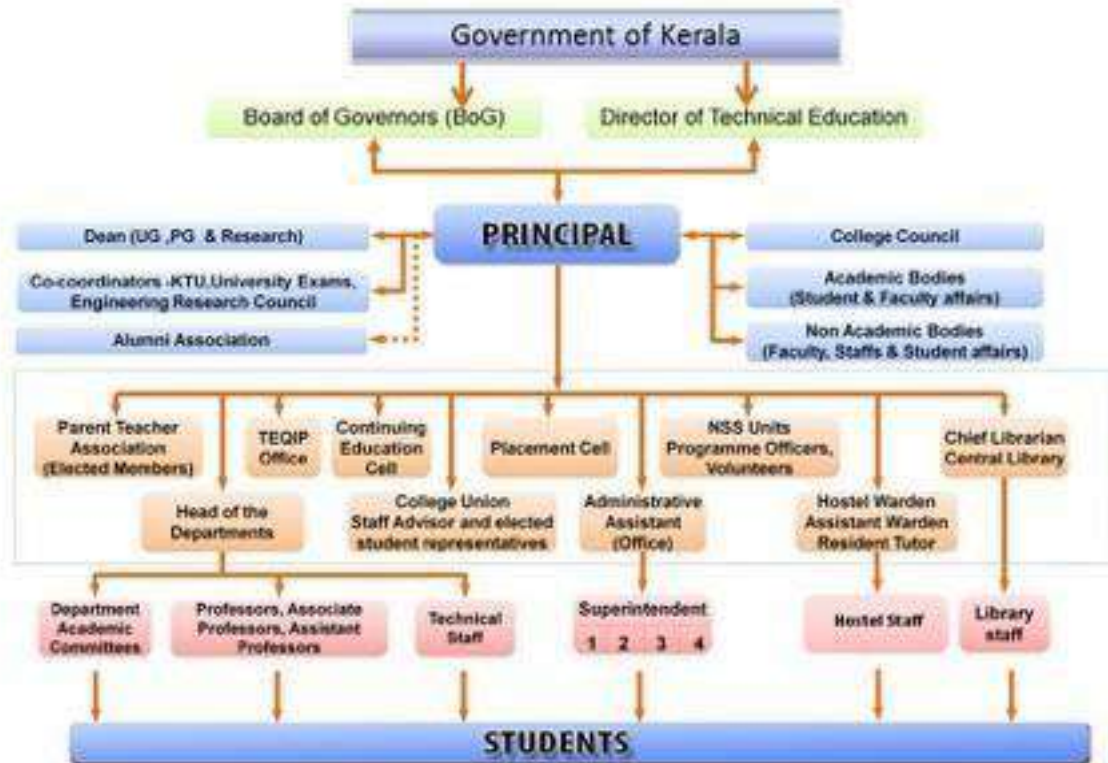 Government of Kerala
Board of Governors (BoG)
Director of Technical Education
PRINCIPAL
Dean (UG ,PG & Research)
Co-coordinators -KTU,University Exams,
Engineering Research Council
Alumni Association
College Council
Academic Bodies
(Student & Faculty affairs)
Non Academic Bodies
(Faculty, Staffs & Student affairs)
Parent Teacher
Association
(Elected Members)
TEQIP
Office
Continuing
Education
Cell
Placement Cell
NSS Units
Programme Officers,
Volunteers
Chief Librarian
Central Library
Head of the
Departments
College Union
Staff Advisor and elected
student representatives
Administrative
Assistant
(Office)
Hostel Warden
Assistant Warden
Resident Tutor
Department
Academic
Committees
Professors, Associate
Professors, Assistant
Professors
Technical
Staff
Superintendent
1 2 3 4
Hostel Staff
Library
staff
STUDENTS